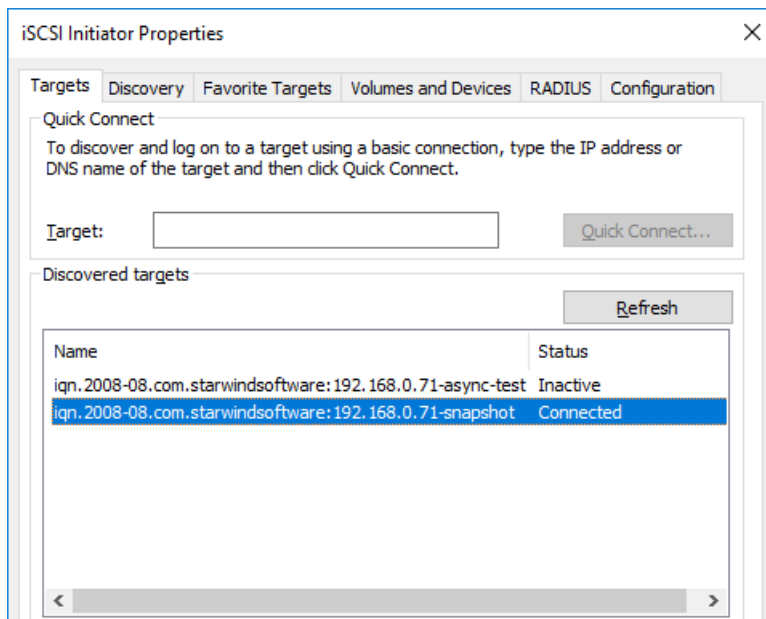 iSCSI Initiator Properties
Targets Discovery Favorite Targets Volumes and Devices RADIUS Configuration
Quick Connect
To discover and log on to a target using a basic connection, type the IP address or
DNS name of the target and then click Quick Connect.
Target: Quick Connect...
Discovered targets
Refresh
Name Status
iqn.2008-08.com.starwindsoftware:192.168.0.71-async-test Inactive
iqn.2008-08.com.starwindsoftware:192.168.0.71-snapshot Connected